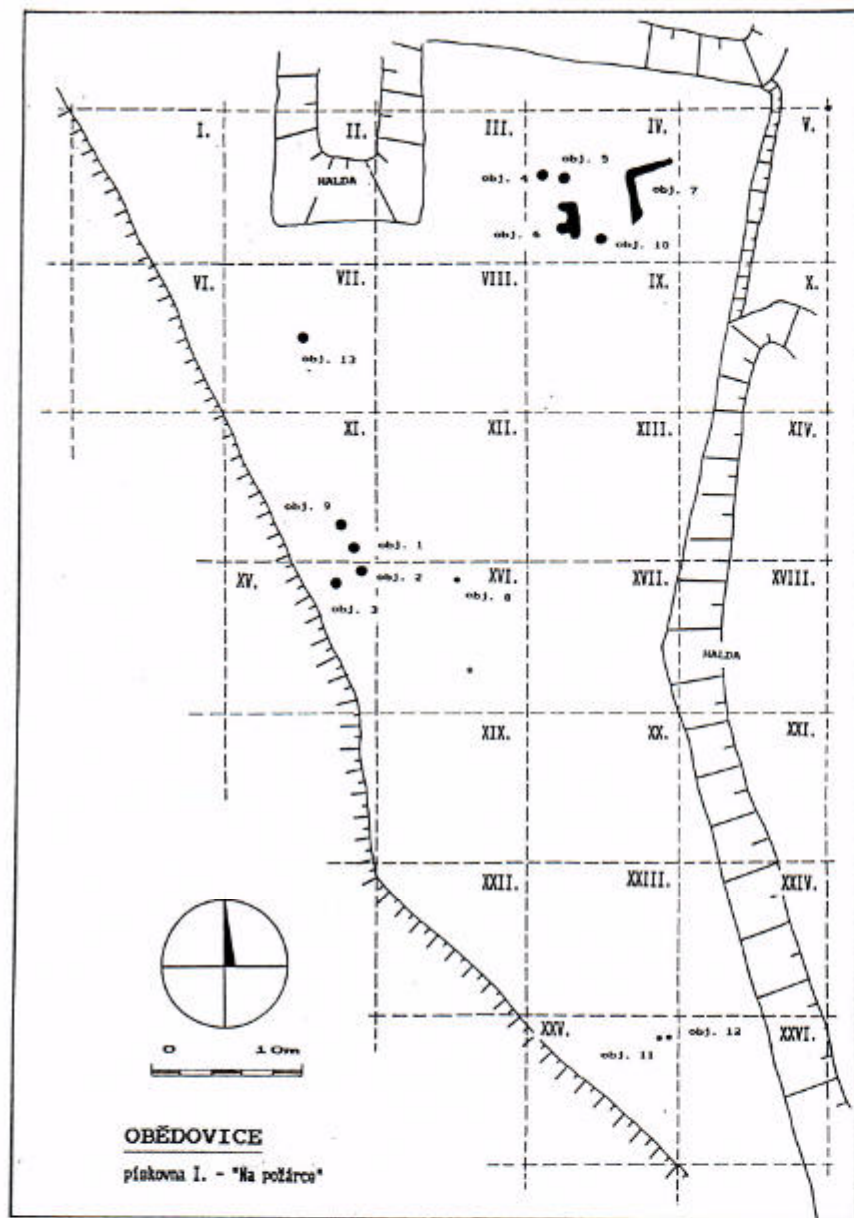 I. II. III. IV. V.
HALDA
obj. 4
obj. 5
obj. 7
obj. 6
obj. 10
VI. VII. VIII. IX. X.
obj. 13
XI. XII. XIII. XIV.
obj. 9
obj. 1
XV. XVI. XVII. XVIII.
obj. 2
obj. 3
obj. 8
HALDA
XIX. XX. XXI.
XXII. XXIII. XXIV.
XXV. XXVI.
obj. 11
obj. 12
0 10m
OBĚDOVICE
pískovna I. - "Na požárce"